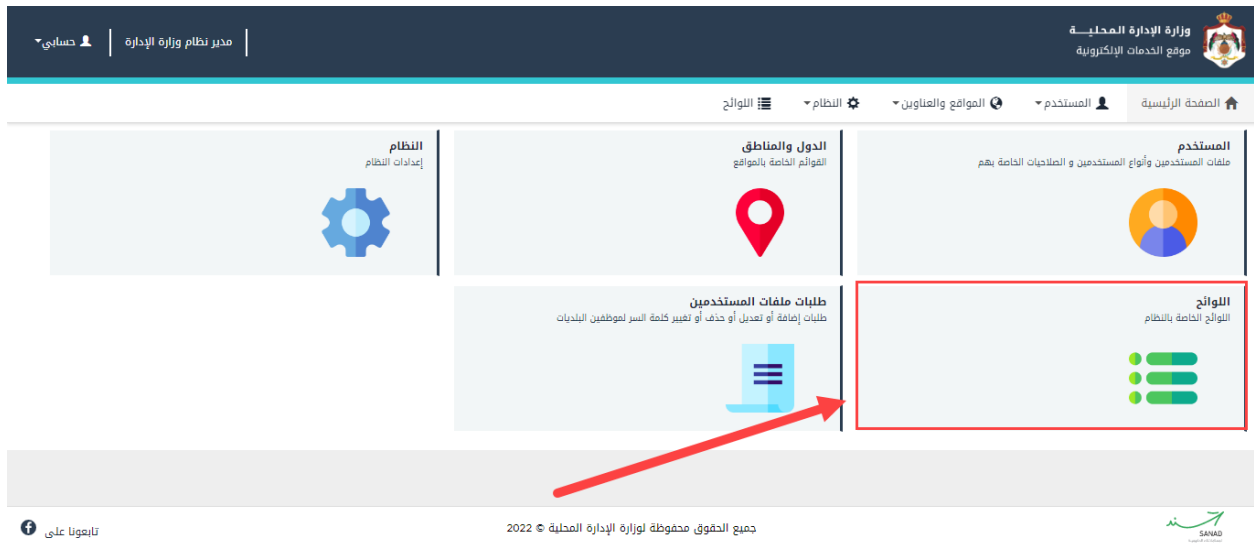 وزارة الإدارة المحليـــة
موقع الخدمات الإلكترونية
مدير نظام وزارة الإدارة
حسابي
الصفحة الرئيسية
المستخدم
المواقع والعناوين
النظام
اللوائح
المستخدم
ملفات المستخدمين وأنواع المستخدمين و الصلاحيات الخاصة بهم
الدول والمناطق
القوائم الخاصة بالمواقع
النظام
إعدادات النظام
اللوائح
اللوائح الخاصة بالنظام
طلبات ملفات المستخدمين
طلبات إضافة أو تعديل أو حذف أو تغيير كلمة السر لموظفين البلديات
سند
SANAD
جميع الحقوق محفوظة لوزارة الإدارة المحلية © 2022
تابعونا على